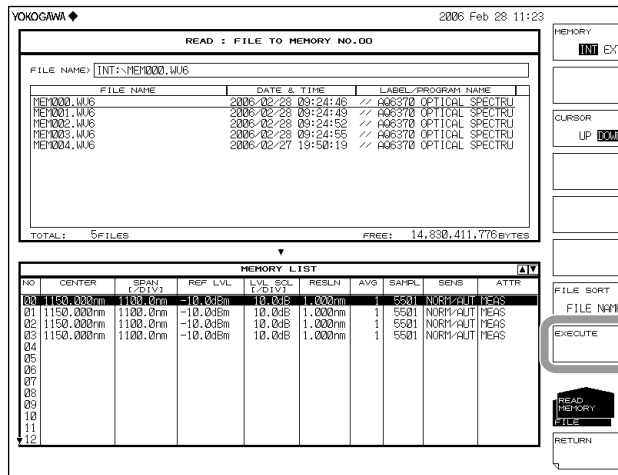 YOKOGAWA ◆ 2006 Feb 28 11:23
READ : FILE TO MEMORY NO.00
FILE NAME> INT:\MEM000.WV6
FILE NAME DATE & TIME LABEL/PROGRAM NAME
MEM000.WV6 2006/02/28 09:24:46 // AQ6370 OPTICAL SPECTRU
MEM001.WV6 2006/02/28 09:24:49 // AQ6370 OPTICAL SPECTRU
MEM002.WV6 2006/02/28 09:24:52 // AQ6370 OPTICAL SPECTRU
MEM003.WV6 2006/02/28 09:24:55 // AQ6370 OPTICAL SPECTRU
MEM004.WV6 2006/02/27 19:50:19 // AQ6370 OPTICAL SPECTRU
TOTAL: 5FILES FREE: 14,830,411,776BYTES
▼
MEMORY LIST ▲▼
NO CENTER SPAN [/DIV] REF LVL LVL SCL [/DIV] RESLN AVG SAMPL SENS ATTR
00 1150.000nm 1100.0nm -10.0dBm 10.0dB 1.000nm 1 5501 NORM/AUT MEAS
01 1150.000nm 1100.0nm -10.0dBm 10.0dB 1.000nm 1 5501 NORM/AUT MEAS
02 1150.000nm 1100.0nm -10.0dBm 10.0dB 1.000nm 1 5501 NORM/AUT MEAS
03 1150.000nm 1100.0nm -10.0dBm 10.0dB 1.000nm 1 5501 NORM/AUT MEAS
04
05
06
07
08
09
10
11
▼12
MEMORY
INT EXT
CURSOR
UP DOWN
FILE SORT
FILE NAME
EXECUTE
READ
MEMORY
FILE
RETURN